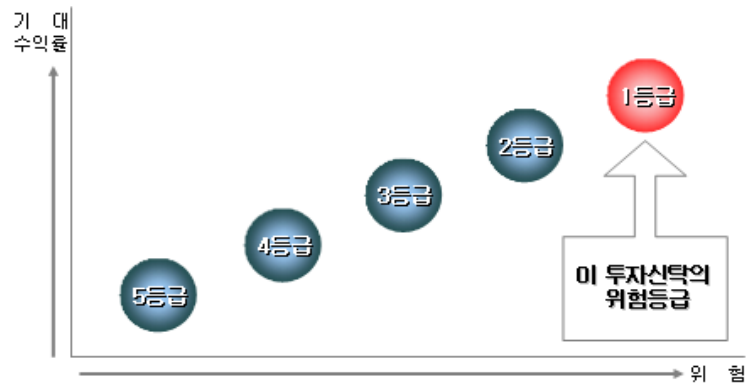 기 대
수익률
1등급
2등급
3등급
4등급
5등급
이 투자신탁의
위험등급
위 험